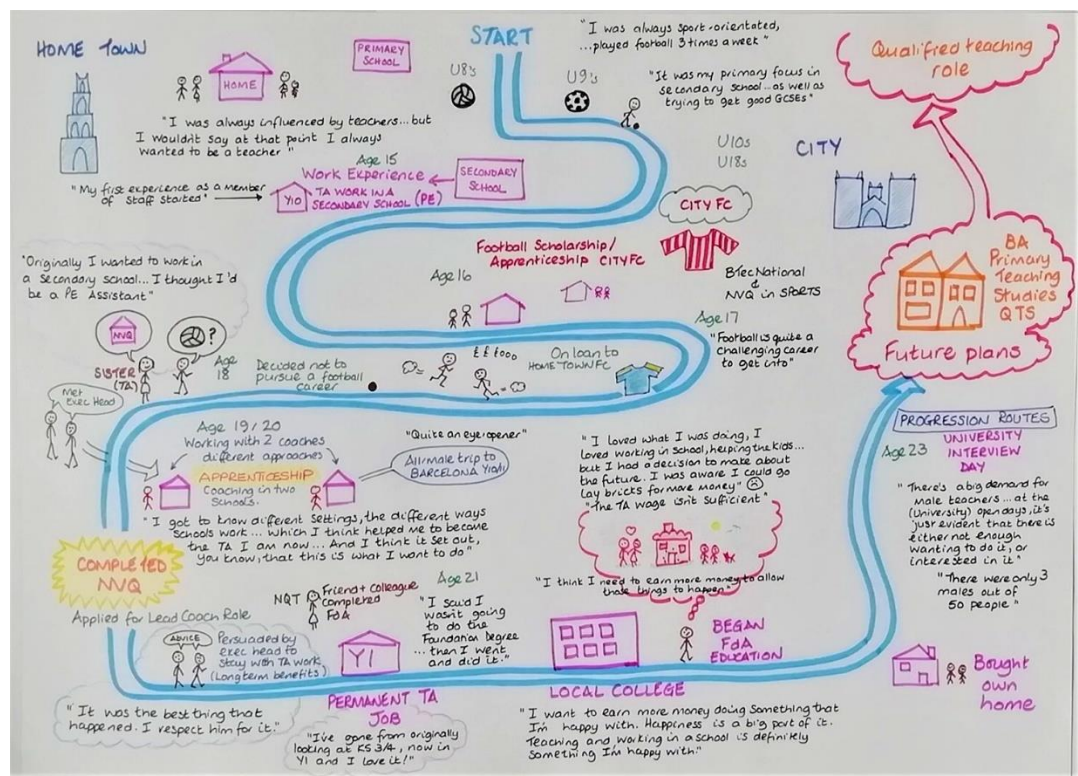 HOME TOWN
HOME
PRIMARY
SCHOOL
START
U8's
U9's
"I was always sport-orientated,
...played football 3 times a week"
"It was my primary focus in
secondary school...as well as
trying to get good GCSEs"
U10s
U18s
CITY
Qualified teaching
role
"I was always influenced by teachers...but
I wouldn't say at that point I always
wanted to be a teacher"
Age 15
Work Experience
SECONDARY
SCHOOL
"My first experience as a member
of staff started"
Y10
TA WORK IN A
SECONDARY SCHOOL (PE)
CITY FC
Football Scholarship/
Apprenticeship CITY FC
Age 16
BTec National
&
NVQ in SPORTS
BA
Primary
Teaching
Studies
QTS
Future plans
"Originally I wanted to work in
a secondary school...I thought I'd
be a PE Assistant"
NVQ
?
SISTER
(TA)
Age
18
Decided not to
pursue a football
career
£££000
On loan to
HOME TOWN FC
Age 17
"Football is quite a
challenging career
to get into"
Met
Exec Head
Age 19/20
Working with 2 coaches
different approaches
APPRENTICESHIP
Coaching in two
Schools.
"Quite an eye-opener"
All male trip to
BARCELONA
"I got to know different settings, the different ways
schools work...which I think helped me to become
the TA I am now...And I think it set out,
you know, that this is what I want to do"
"I loved what I was doing, I
loved working in school, helping the kids...
but I had a decision to make about
the future. I was aware I could go
lay bricks for more money"
"The TA wage isn't sufficient"
"I think I need to earn more money to allow
those things to happen"
PROGRESSION ROUTES
Age 23
UNIVERSITY
INTERVIEW
DAY
"There's a big demand for
male teachers...at the
(University) open days, it's
just evident that there is
either not enough
wanting to do it, or
interested in it"
"There were only 3
males out of
50 people"
COMPLETED
NVQ
Applied for Lead Coach Role
ADVICE
Persuaded by
exec head to
stay with TA work
(Long term benefits)
"It was the best thing that
happened. I respect him for it."
NQT
Friend + colleague
completed
FdA
Age 21
"I said I
wasn't going
to do the
Foundation Degree
...then I went
and did it."
Y1
PERMANENT TA
JOB
"I've gone from originally
looking at KS 3/4, now in
Y1 and I love it!"
LOCAL COLLEGE
BEGAN
FdA
EDUCATION
"I want to earn more money doing something that
I'm happy with. Happiness is a big part of it.
Teaching and working in a school is definitely
something I'm happy with."
Bought
own
home